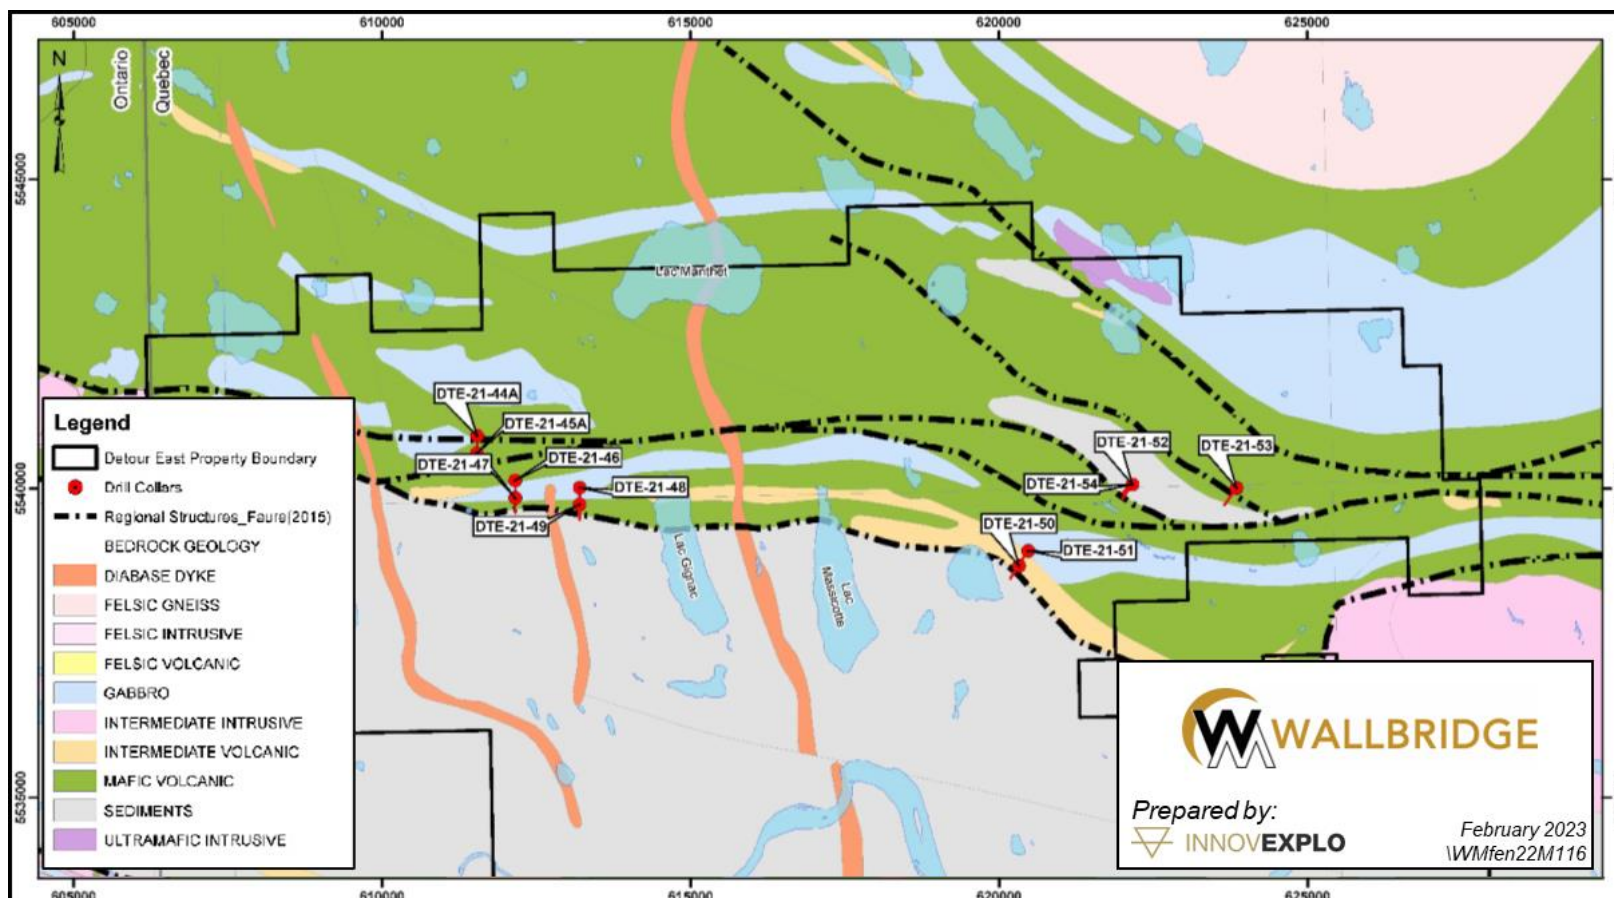 605000 610000 615000 620000 625000
N
Ontario
Quebec
5545000
5540000
5535000
Lac Manthet
DTE-21-44A
DTE-21-45A
DTE-21-47
DTE-21-46
DTE-21-48
DTE-21-49
DTE-21-52
DTE-21-53
DTE-21-54
DTE-21-50
DTE-21-51
Lac Gignac
Lac
Massicotte
Legend
Detour East Property Boundary
Drill Collars
Regional Structures_Faure(2015)
BEDROCK GEOLOGY
DIABASE DYKE
FELSIC GNEISS
FELSIC INTRUSIVE
FELSIC VOLCANIC
GABBRO
INTERMEDIATE INTRUSIVE
INTERMEDIATE VOLCANIC
MAFIC VOLCANIC
SEDIMENTS
ULTRAMAFIC INTRUSIVE
WALLBRIDGE
Prepared by:
INNOVEXPLO
February 2023
\WMfen22M116
605000 610000 615000 620000 625000